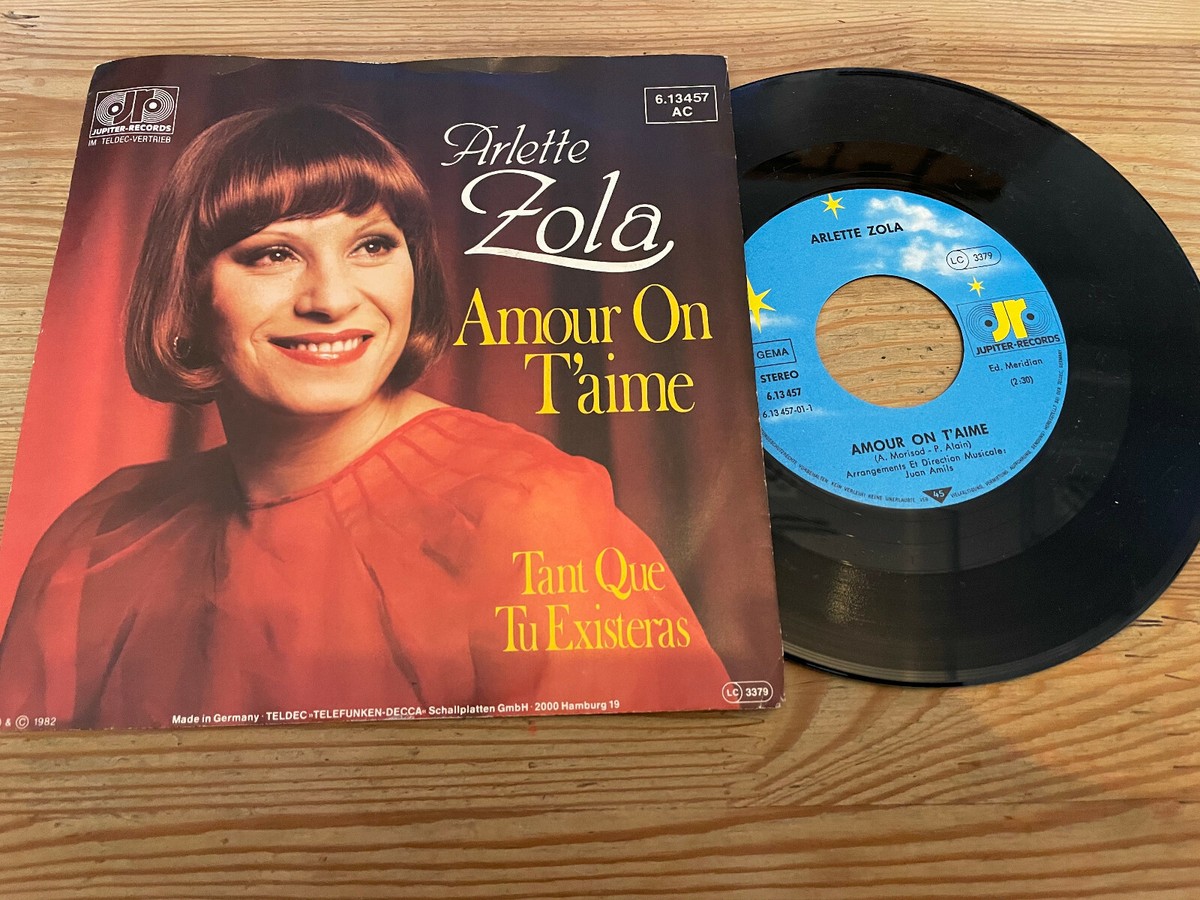 JUPITER-RECORDS
IM TELDEC-VERTRIEB
6.13457
AC
Arlette
Zola
Amour On
T'aime
Tant Que
Tu Existeras
LC 3379
& © 1982
Made in Germany · TELDEC »TELEFUNKEN-DECCA« Schallplatten GmbH · 2000 Hamburg 19
ARLETTE ZOLA
LC 3379
JR
JUPITER-RECORDS
GEMA
STEREO
6.13 457
6.13 457-01-1
Ed. Meridian
(2:30)
AMOUR ON T'AIME
(A. Morisod - P. Alain)
Arrangements Et Direction Musicale:
Juan Amils
45